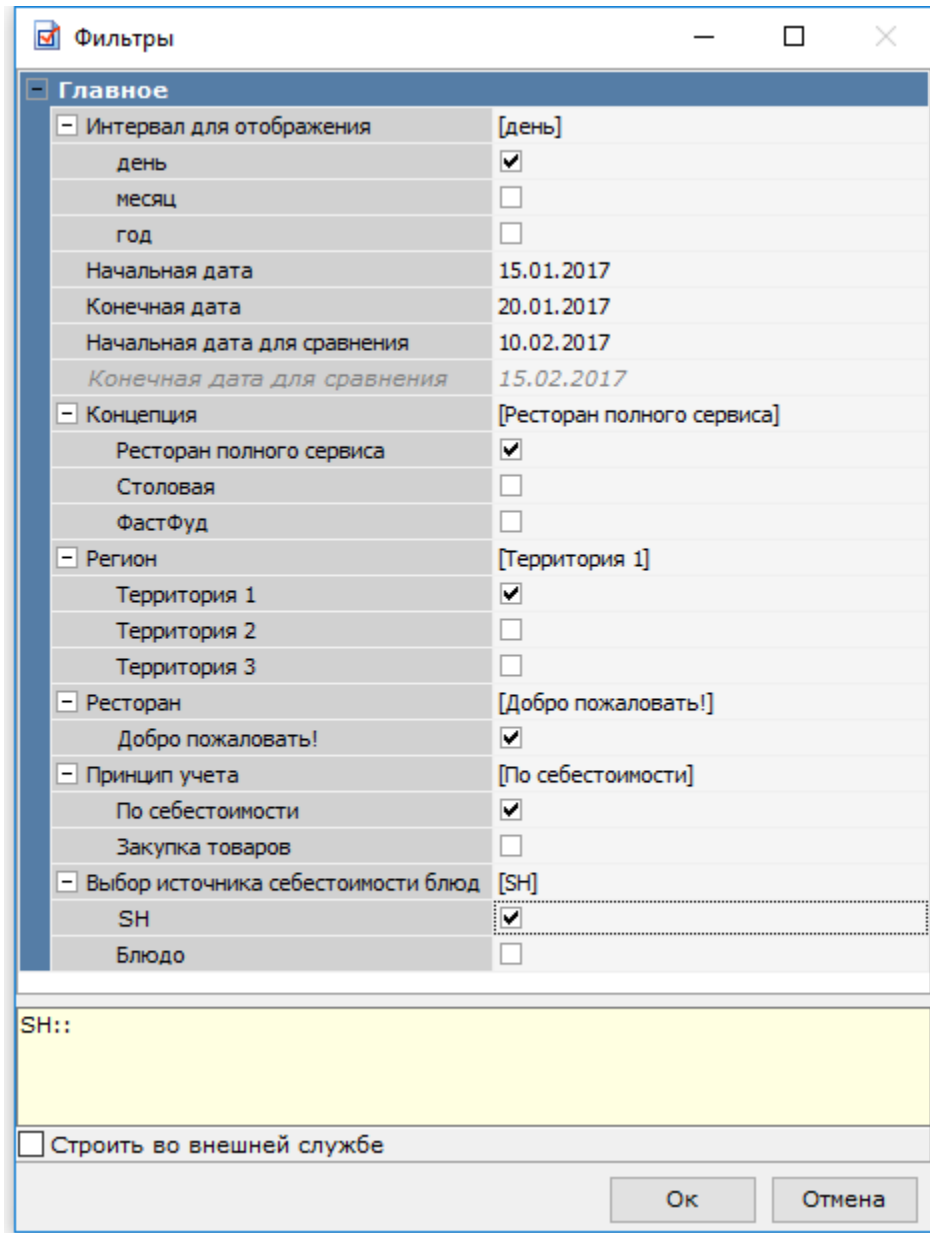 Фильтры
Главное
Интервал для отображения [день]
день
месяц
год
Начальная дата 15.01.2017
Конечная дата 20.01.2017
Начальная дата для сравнения 10.02.2017
Конечная дата для сравнения 15.02.2017
Концепция [Ресторан полного сервиса]
Ресторан полного сервиса
Столовая
ФастФуд
Регион [Территория 1]
Территория 1
Территория 2
Территория 3
Ресторан [Добро пожаловать!]
Добро пожаловать!
Принцип учета [По себестоимости]
По себестоимости
Закупка товаров
Выбор источника себестоимости блюд [SH]
SH
Блюдо
SH::
Строить во внешней службе
Ок Отмена